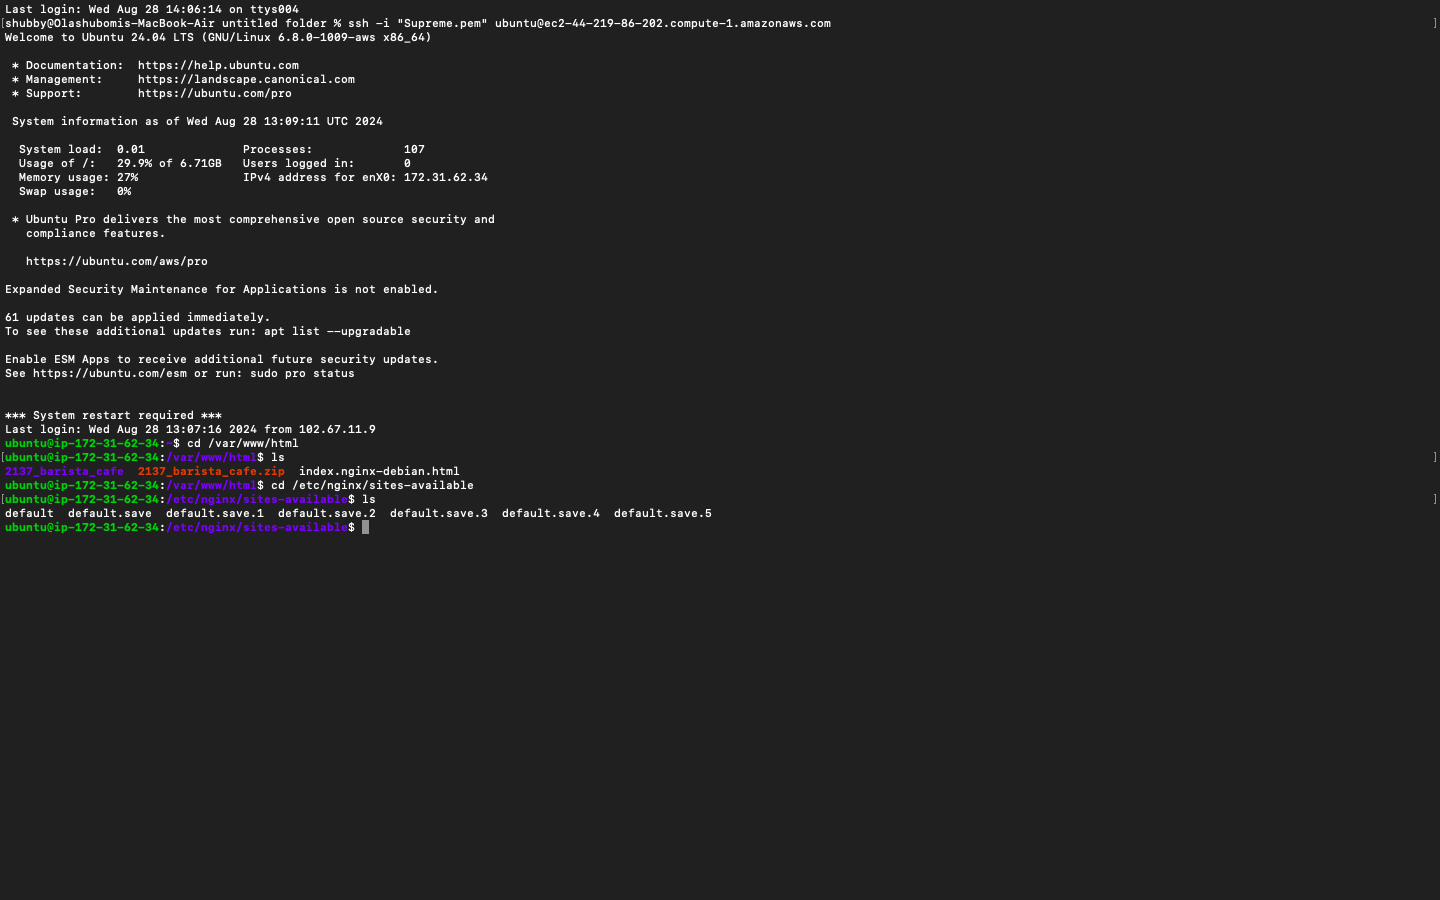 Last login: Wed Aug 28 14:06:14 on ttys004
[shubby@Olashubomis-MacBook-Air untitled folder % ssh -i "Supreme.pem" ubuntu@ec2-44-219-86-202.compute-1.amazonaws.com ]
Welcome to Ubuntu 24.04 LTS (GNU/Linux 6.8.0-1009-aws x86_64)
* Documentation: https://help.ubuntu.com
* Management: https://landscape.canonical.com
* Support: https://ubuntu.com/pro
System information as of Wed Aug 28 13:09:11 UTC 2024
System load: 0.01 Processes: 107
Usage of /: 29.9% of 6.71GB Users logged in: 0
Memory usage: 27% IPv4 address for enX0: 172.31.62.34
Swap usage: 0%
* Ubuntu Pro delivers the most comprehensive open source security and
compliance features.
https://ubuntu.com/aws/pro
Expanded Security Maintenance for Applications is not enabled.
61 updates can be applied immediately.
To see these additional updates run: apt list --upgradable
Enable ESM Apps to receive additional future security updates.
See https://ubuntu.com/esm or run: sudo pro status
*** System restart required ***
Last login: Wed Aug 28 13:07:16 2024 from 102.67.11.9
ubuntu@ip-172-31-62-34:~$ cd /var/www/html
[ubuntu@ip-172-31-62-34:/var/www/html$ ls ]
2137_barista_cafe 2137_barista_cafe.zip index.nginx-debian.html
ubuntu@ip-172-31-62-34:/var/www/html$ cd /etc/nginx/sites-available
[ubuntu@ip-172-31-62-34:/etc/nginx/sites-available$ ls ]
default default.save default.save.1 default.save.2 default.save.3 default.save.4 default.save.5
ubuntu@ip-172-31-62-34:/etc/nginx/sites-available$